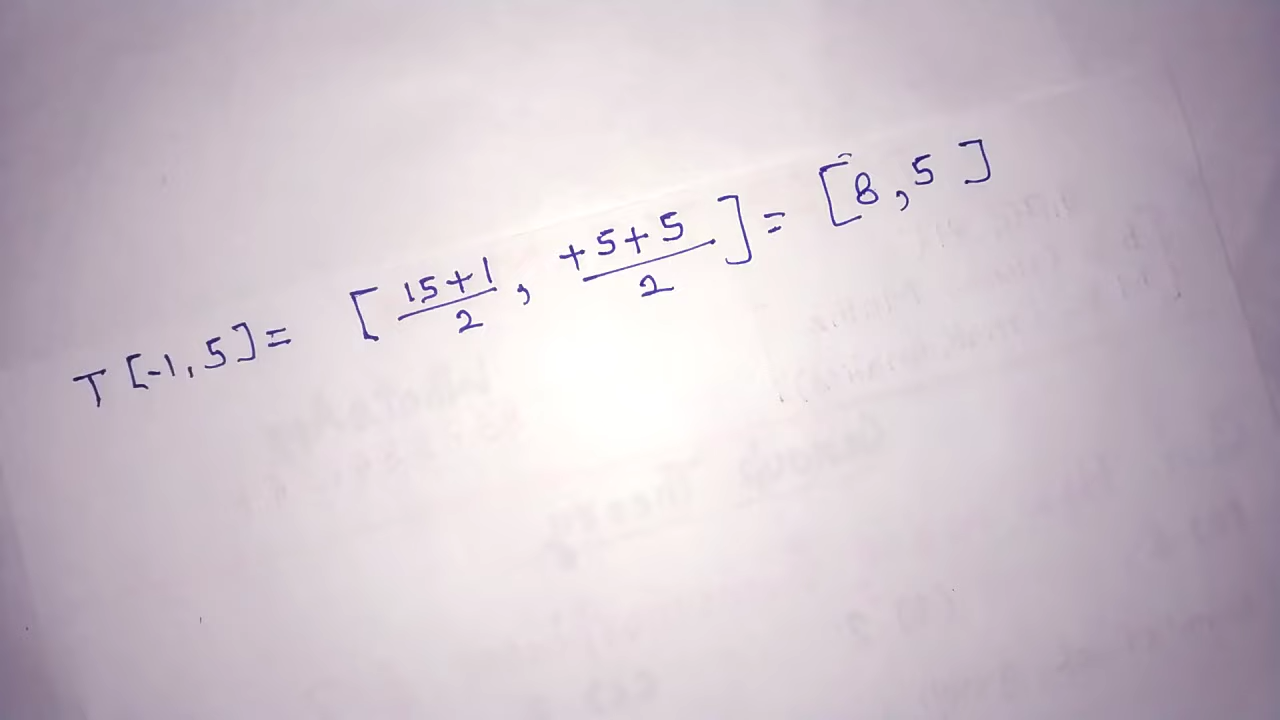 T [-1, 5] = [ 15+1/2 , +5+5/2 ] = [8, 5]